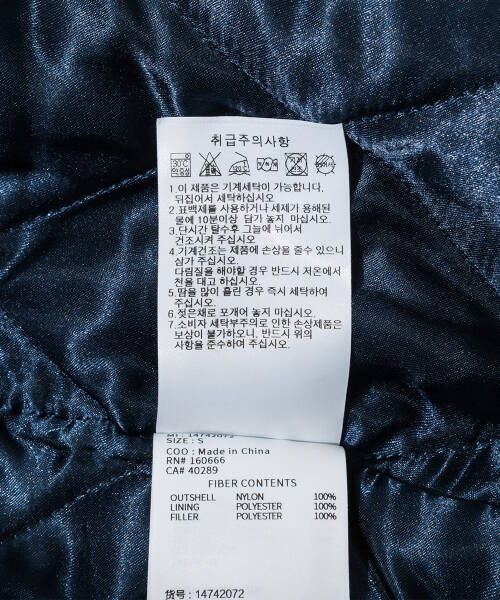 취급주의사항
30℃
약중성
1. 이 제품은 기계세탁이 가능합니다.
뒤집어서 세탁하십시오
2. 표백제를 사용하거나 세제가 용해된
물에 10분이상 담가 놓지 마십시오.
3. 단시간 탈수후 그늘에 뉘어서
건조시켜 주십시오
4. 기계건조는 제품에 손상을 줄수 있으니
삼가 주십시오.
다림질을 해야할 경우 반드시 저온에서
5. 천을 대고 하십시오.
땀을 많이 흘린 경우 즉시 세탁하여
주십시오.
6. 젖은채로 포개어 놓지 마십시오.
7. 소비자 세탁부주의로 인한 손상제품은
보상이 불가하오니, 반드시 위의
사항을 준수하여 주십시오.
14742072
SIZE : S
COO : Made in China
RN# 160666
CA# 40289
FIBER CONTENTS
OUTSHELL NYLON 100%
LINING POLYESTER 100%
FILLER POLYESTER 100%
货号: 14742072